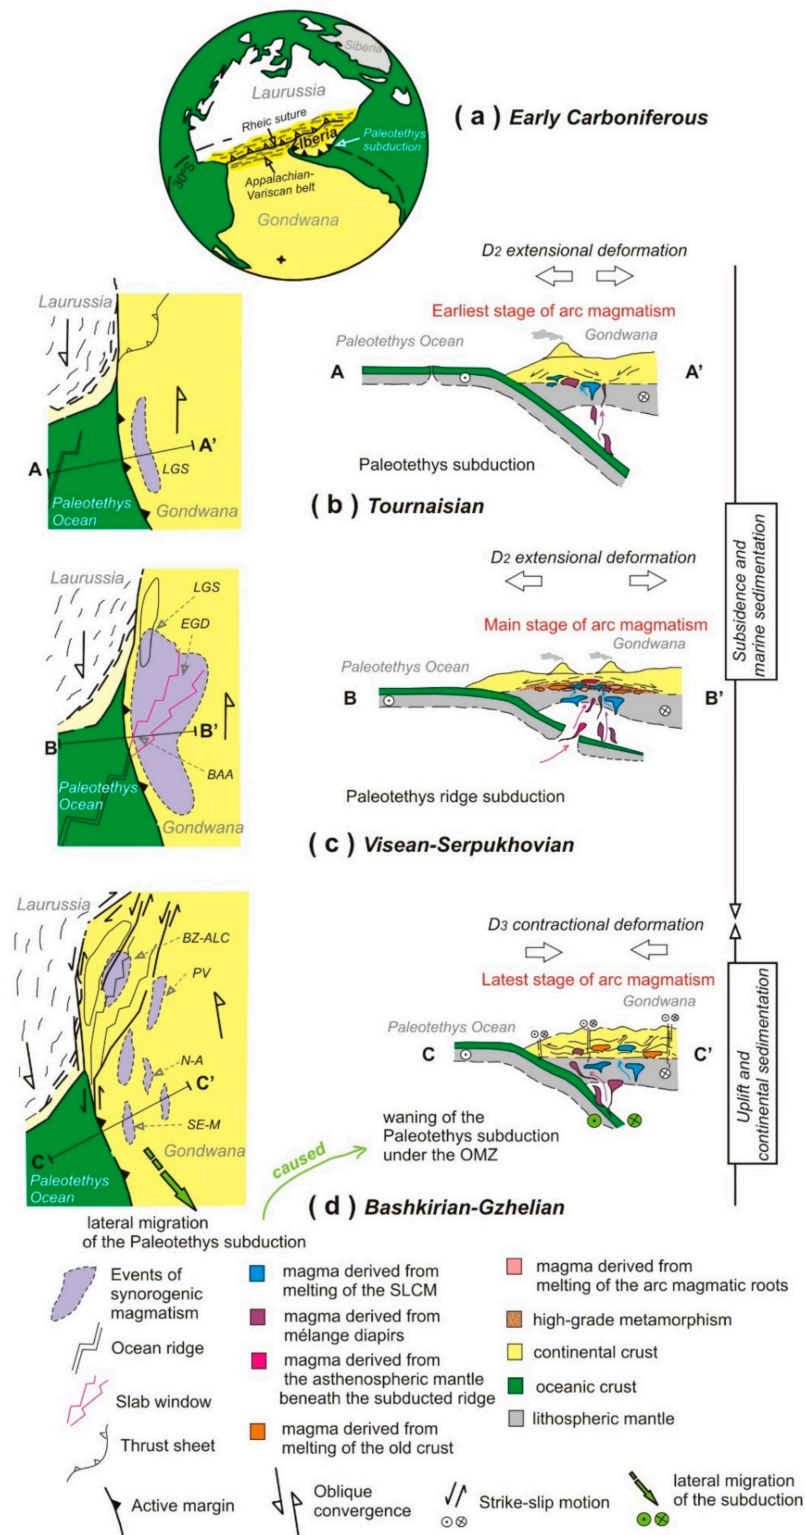 Siberia
Laurussia
Rheic suture
Iberia
Paleotethys
subduction
30ºS
Appalachian-
Variscan belt
Gondwana
( a ) Early Carboniferous
D2 extensional deformation
Laurussia
Earliest stage of arc magmatism
Paleotethys Ocean
Gondwana
A
A'
A
A'
LGS
Paleotethys
Ocean
Gondwana
Paleotethys subduction
( b ) Tournaisian
D2 extensional deformation
Laurussia
LGS
EGD
Main stage of arc magmatism
Gondwana
Paleotethys Ocean
B
B'
B
B'
BAA
Paleotethys
Ocean
Gondwana
Paleotethys ridge subduction
( c ) Visean-Serpukhovian
Subsidence and
marine sedimentation
Laurussia
BZ-ALC
PV
N-A
C'
SE-M
C
Gondwana
Paleotethys
Ocean
D3 contractional deformation
Latest stage of arc magmatism
Gondwana
Paleotethys Ocean
C
C'
waning of the
Paleotethys subduction
under the OMZ
caused
Uplift and
continental sedimentation
( d ) Bashkirian-Gzhelian
lateral migration
of the Paleotethys subduction
Events of
synorogenic
magmatism
Ocean ridge
Slab window
Thrust sheet
Active margin
magma derived from
melting of the SLCM
magma derived from
mélange diapirs
magma derived from
the asthenospheric mantle
beneath the subducted ridge
magma derived from
melting of the old crust
Oblique
convergence
magma derived from
melting of the arc magmatic roots
high-grade metamorphism
continental crust
oceanic crust
lithospheric mantle
Strike-slip motion
lateral migration
of the subduction